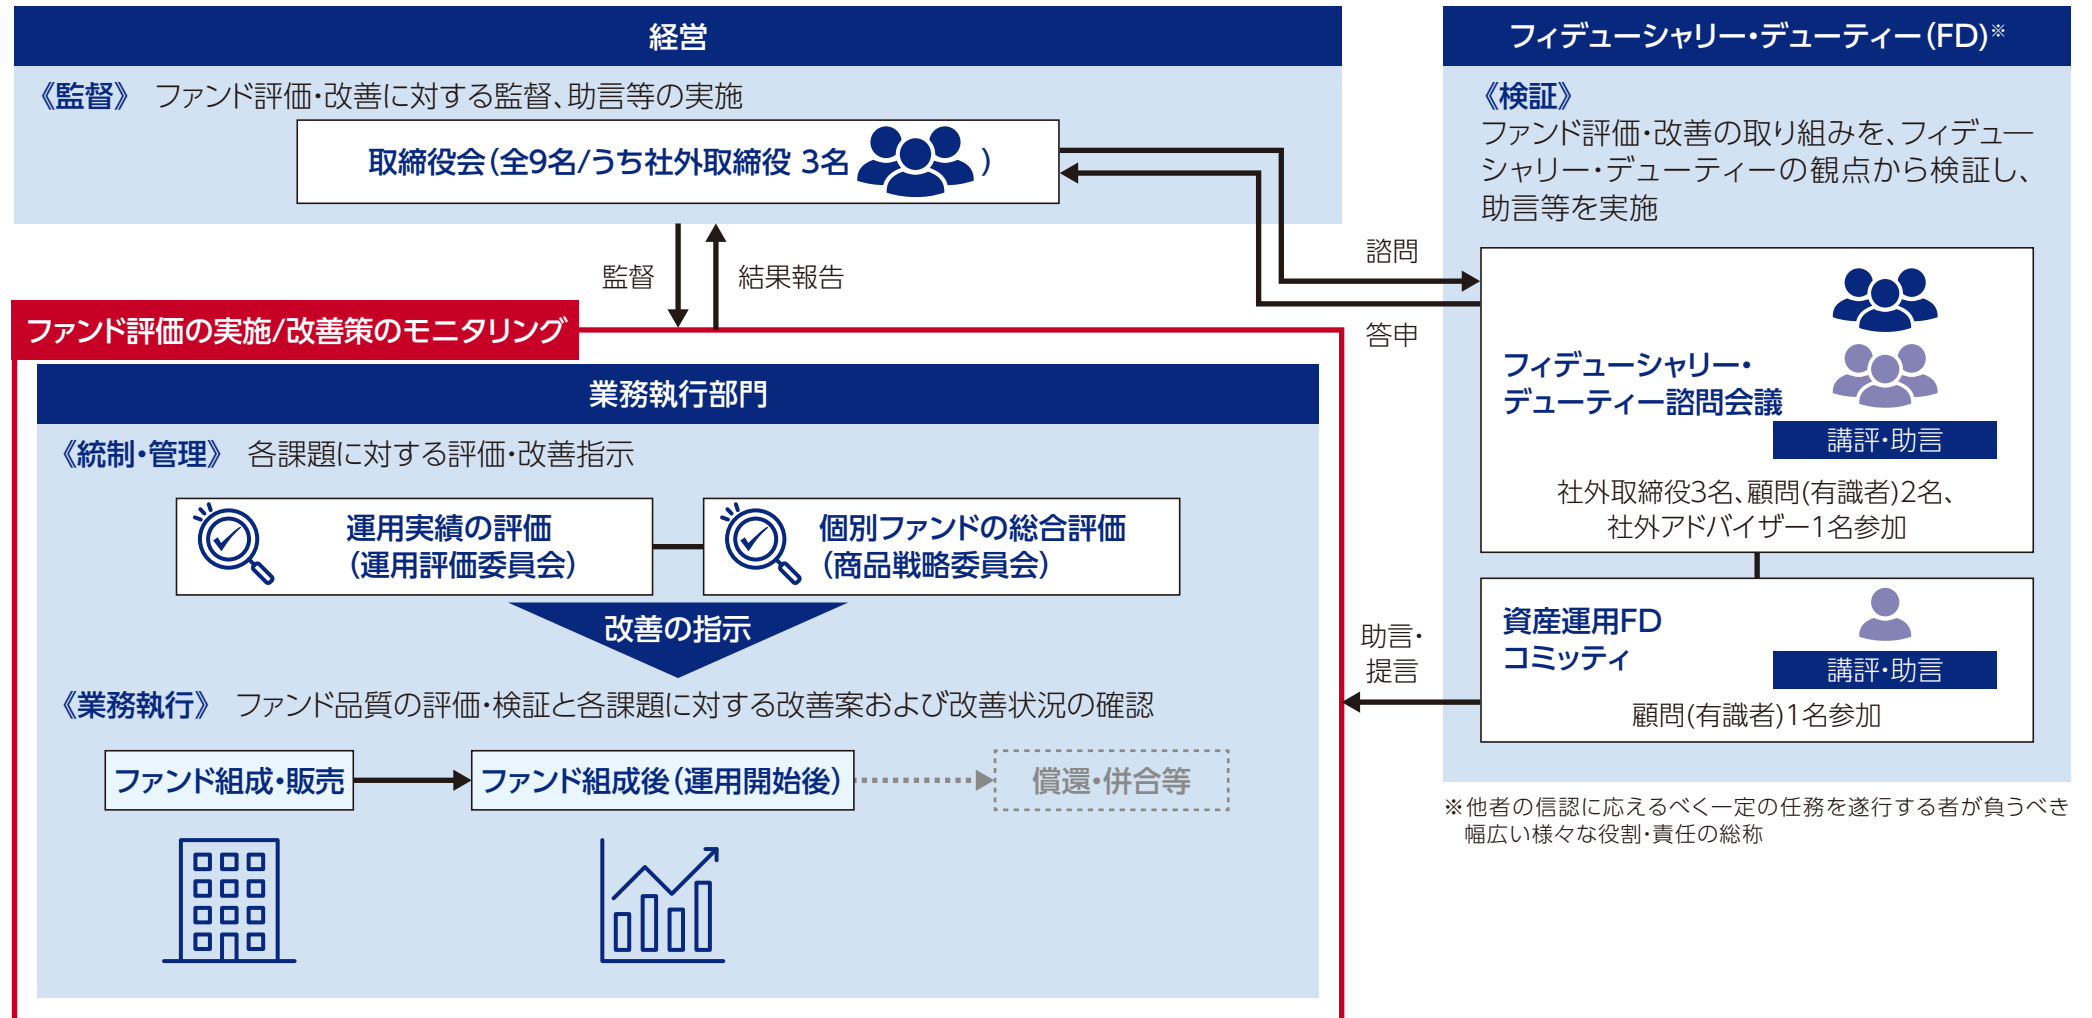 経営
《監督》 ファンド評価・改善に対する監督、助言等の実施
取締役会(全9名/うち社外取締役 3名 )
監督
結果報告
ファンド評価の実施/改善策のモニタリング
業務執行部門
《統制・管理》 各課題に対する評価・改善指示
運用実績の評価
(運用評価委員会)
個別ファンドの総合評価
(商品戦略委員会)
改善の指示
《業務執行》 ファンド品質の評価・検証と各課題に対する改善案および改善状況の確認
ファンド組成・販売
ファンド組成後(運用開始後)
償還・併合等
諮問
答申
助言・
提言
フィデューシャリー・デューティー(FD)※
《検証》
ファンド評価・改善の取り組みを、フィデュー
シャリー・デューティーの観点から検証し、
助言等を実施
フィデューシャリー・
デューティー諮問会議
講評・助言
社外取締役3名、顧問(有識者)2名、
社外アドバイザー1名参加
資産運用FD
コミッティ
講評・助言
顧問(有識者)1名参加
※他者の信認に応えるべく一定の任務を遂行する者が負うべき
幅広い様々な役割・責任の総称